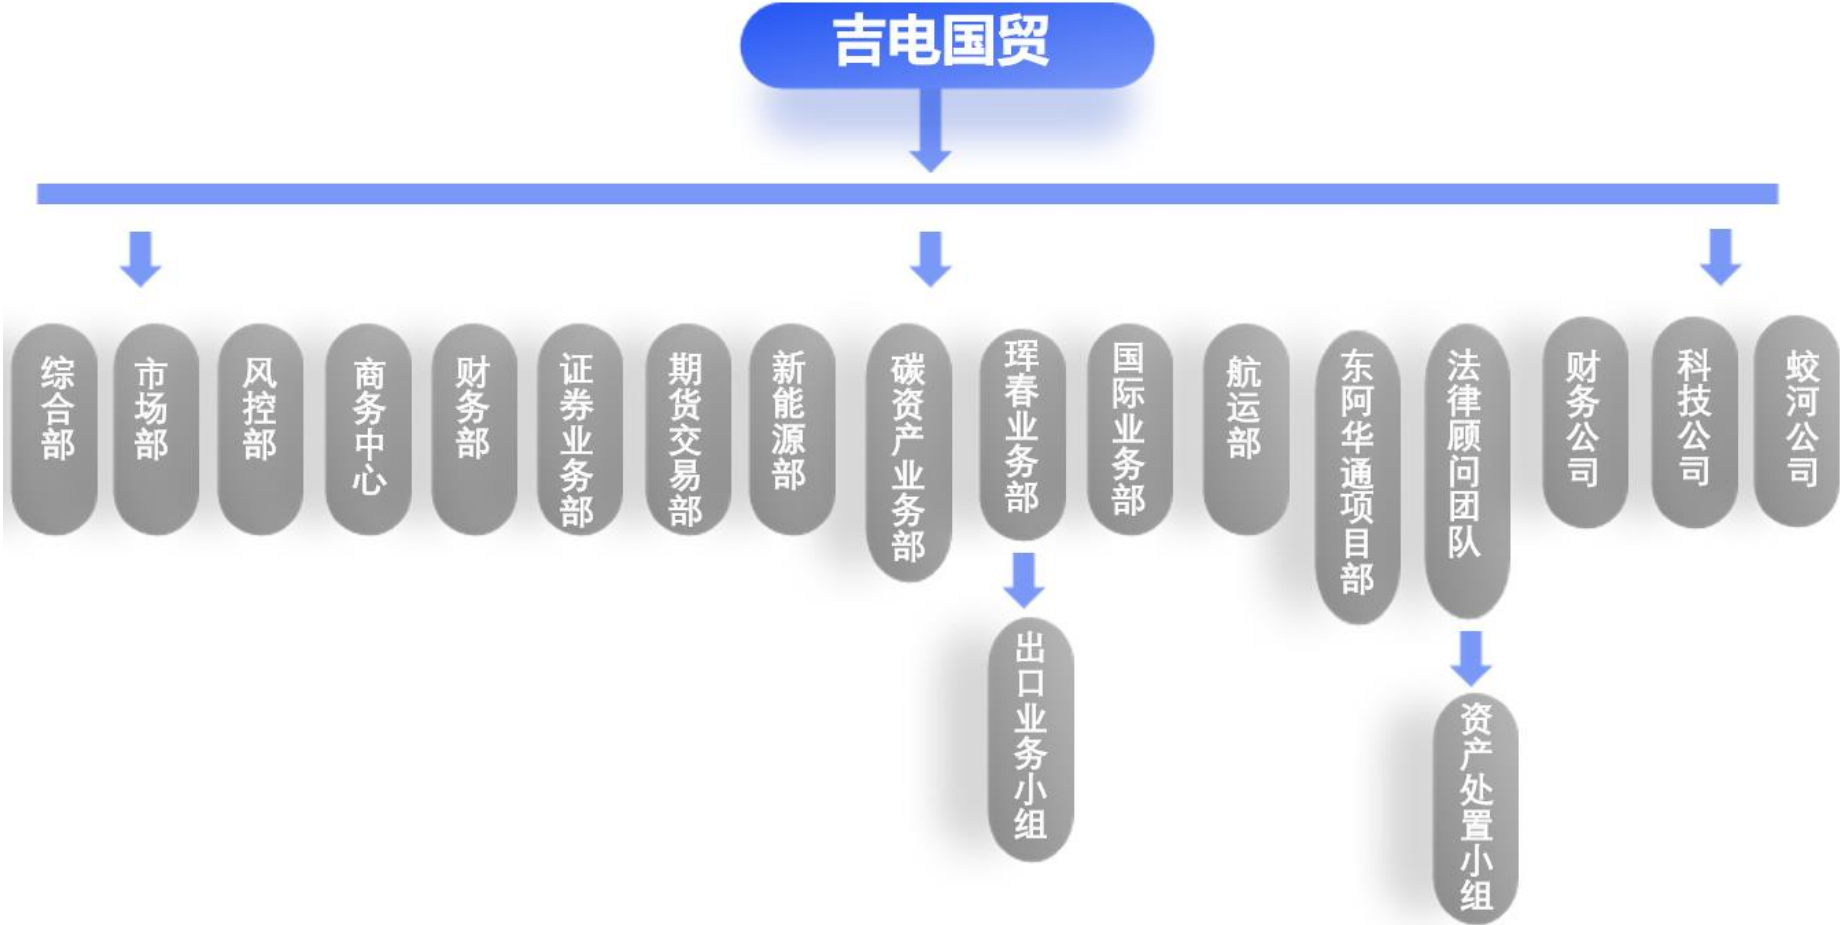 吉电国贸
综合部
市场部
风控部
商务中心
财务部
证券业务部
期货交易部
新能源部
碳资产业务部
珲春业务部
国际业务部
航运部
东阿华通项目部
法律顾问团队
财务公司
科技公司
蛟河公司
出口业务小组
资产处置小组